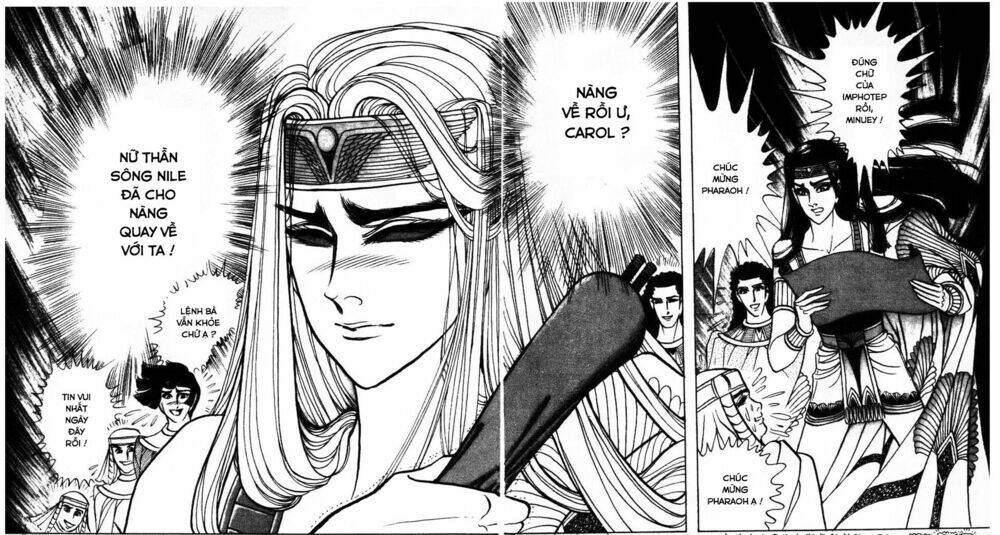 ĐÚNG
CHỮ
CỦA
IMPHOTEP
RỒI,
MINUEY !
CHÚC
MỪNG
PHARAOH !
CHÚC
MỪNG
PHARAOH Ạ !
NÀNG
VỀ RỒI Ư,
CAROL ?
NỮ THẦN
SÔNG NILE
ĐÃ CHO
NÀNG
QUAY VỀ
VỚI TA !
LỆNH BÀ
VẪN KHỎE
CHỨ Ạ ?
TIN VUI
NHẤT
NGÀY
ĐÂY
RỒI !